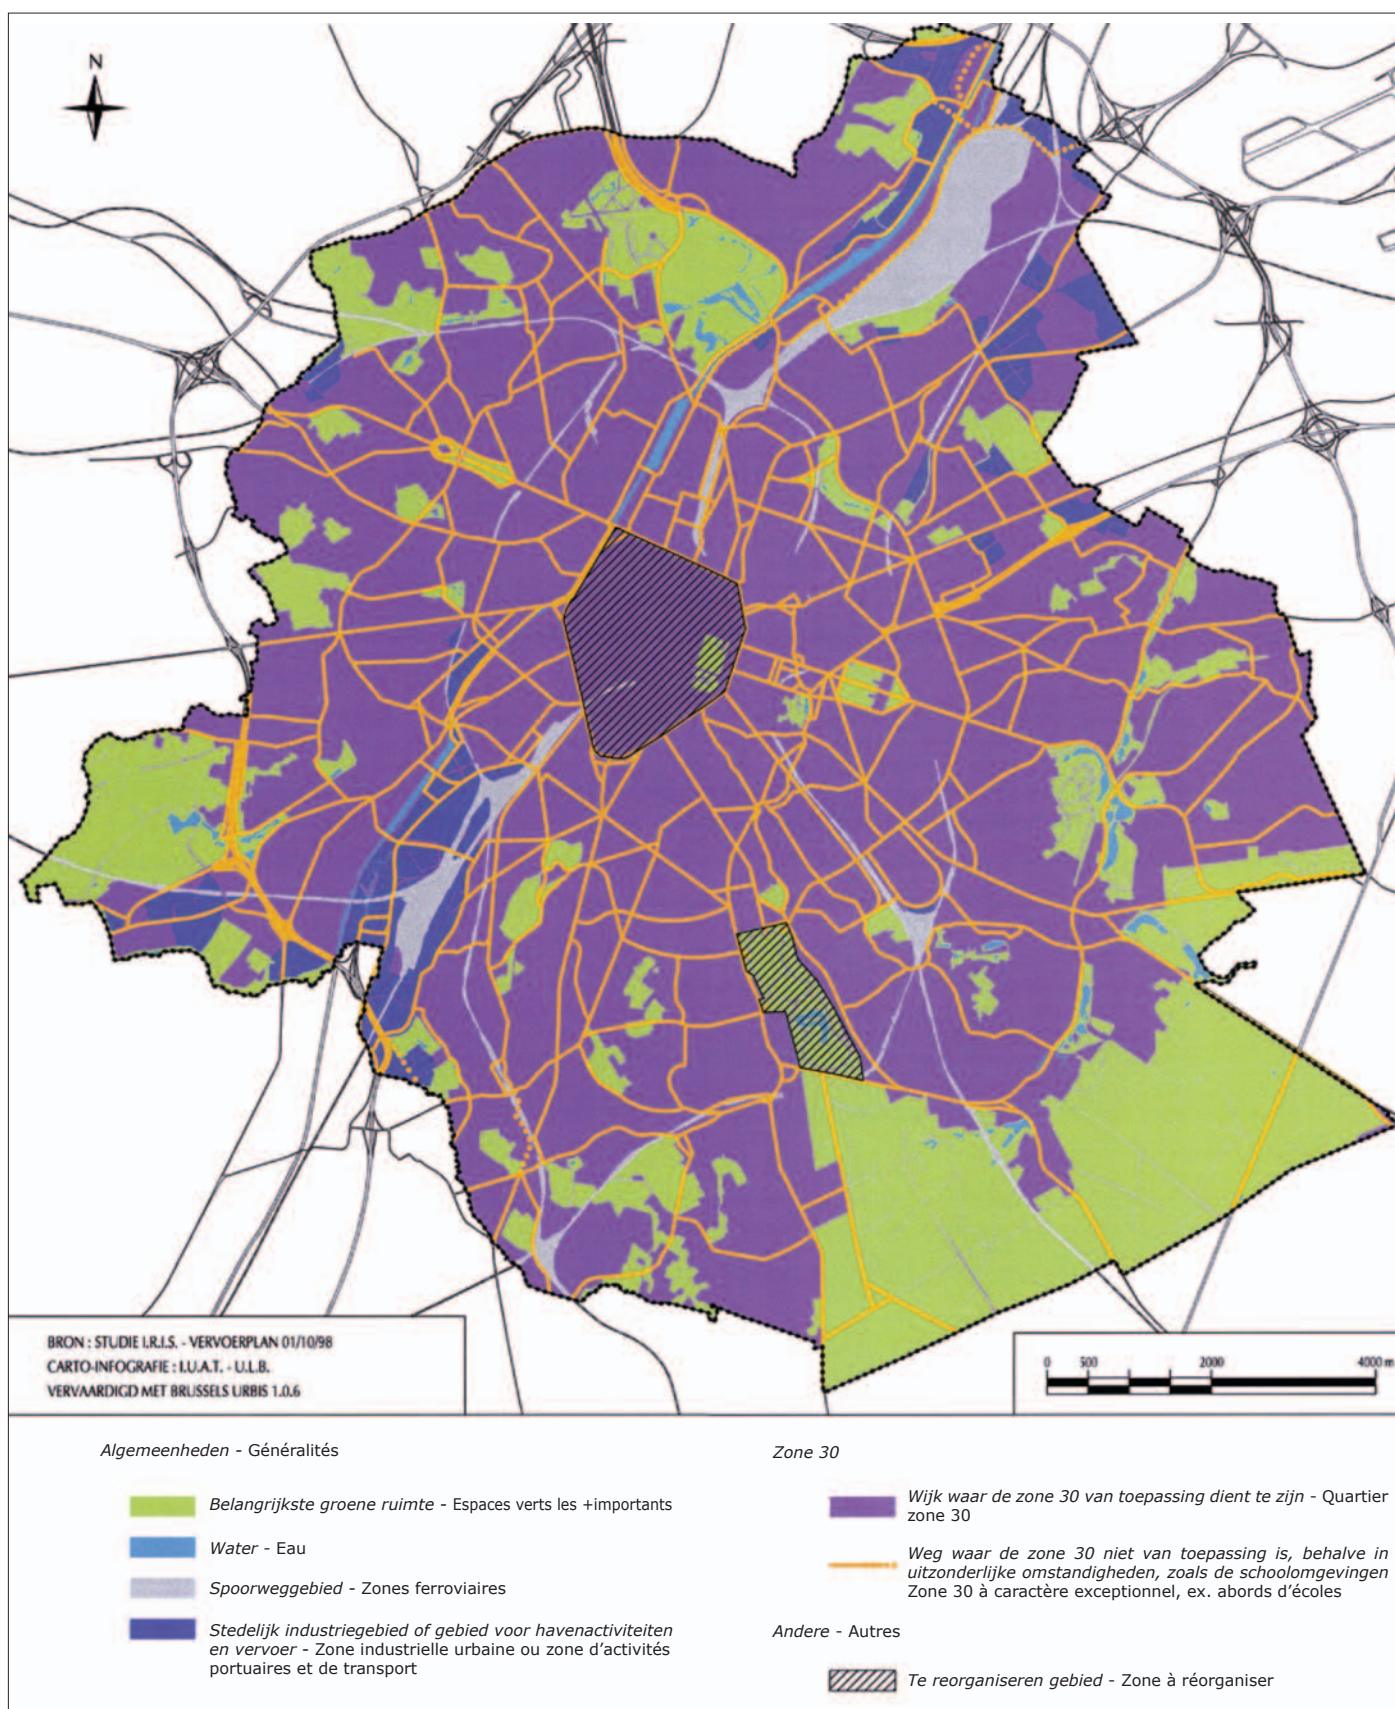 N
BRON : STUDIE I.R.I.S. - VERVOERPLAN 01/10/98
CARTO-INFOGRAFIE : I.U.A.T. - U.L.B.
VERVAARDIGD MET BRUSSELS URBIS 1.0.6
0 500 2000 4000 m
Algemeenheden - Généralités
Belangrijkste groene ruimte - Espaces verts les +importants
Water - Eau
Spoorweggebied - Zones ferroviaires
Stedelijk industriegebied of gebied voor havenactiviteiten
en vervoer - Zone industrielle urbaine ou zone d'activités
portuaires et de transport
Zone 30
Wijk waar de zone 30 van toepassing dient te zijn - Quartier
zone 30
Weg waar de zone 30 niet van toepassing is, behalve in
uitzonderlijke omstandigheden, zoals de schoolomgevingen
Zone 30 à caractère exceptionnel, ex. abords d'écoles
Andere - Autres
Te reorganiseren gebied - Zone à réorganiser